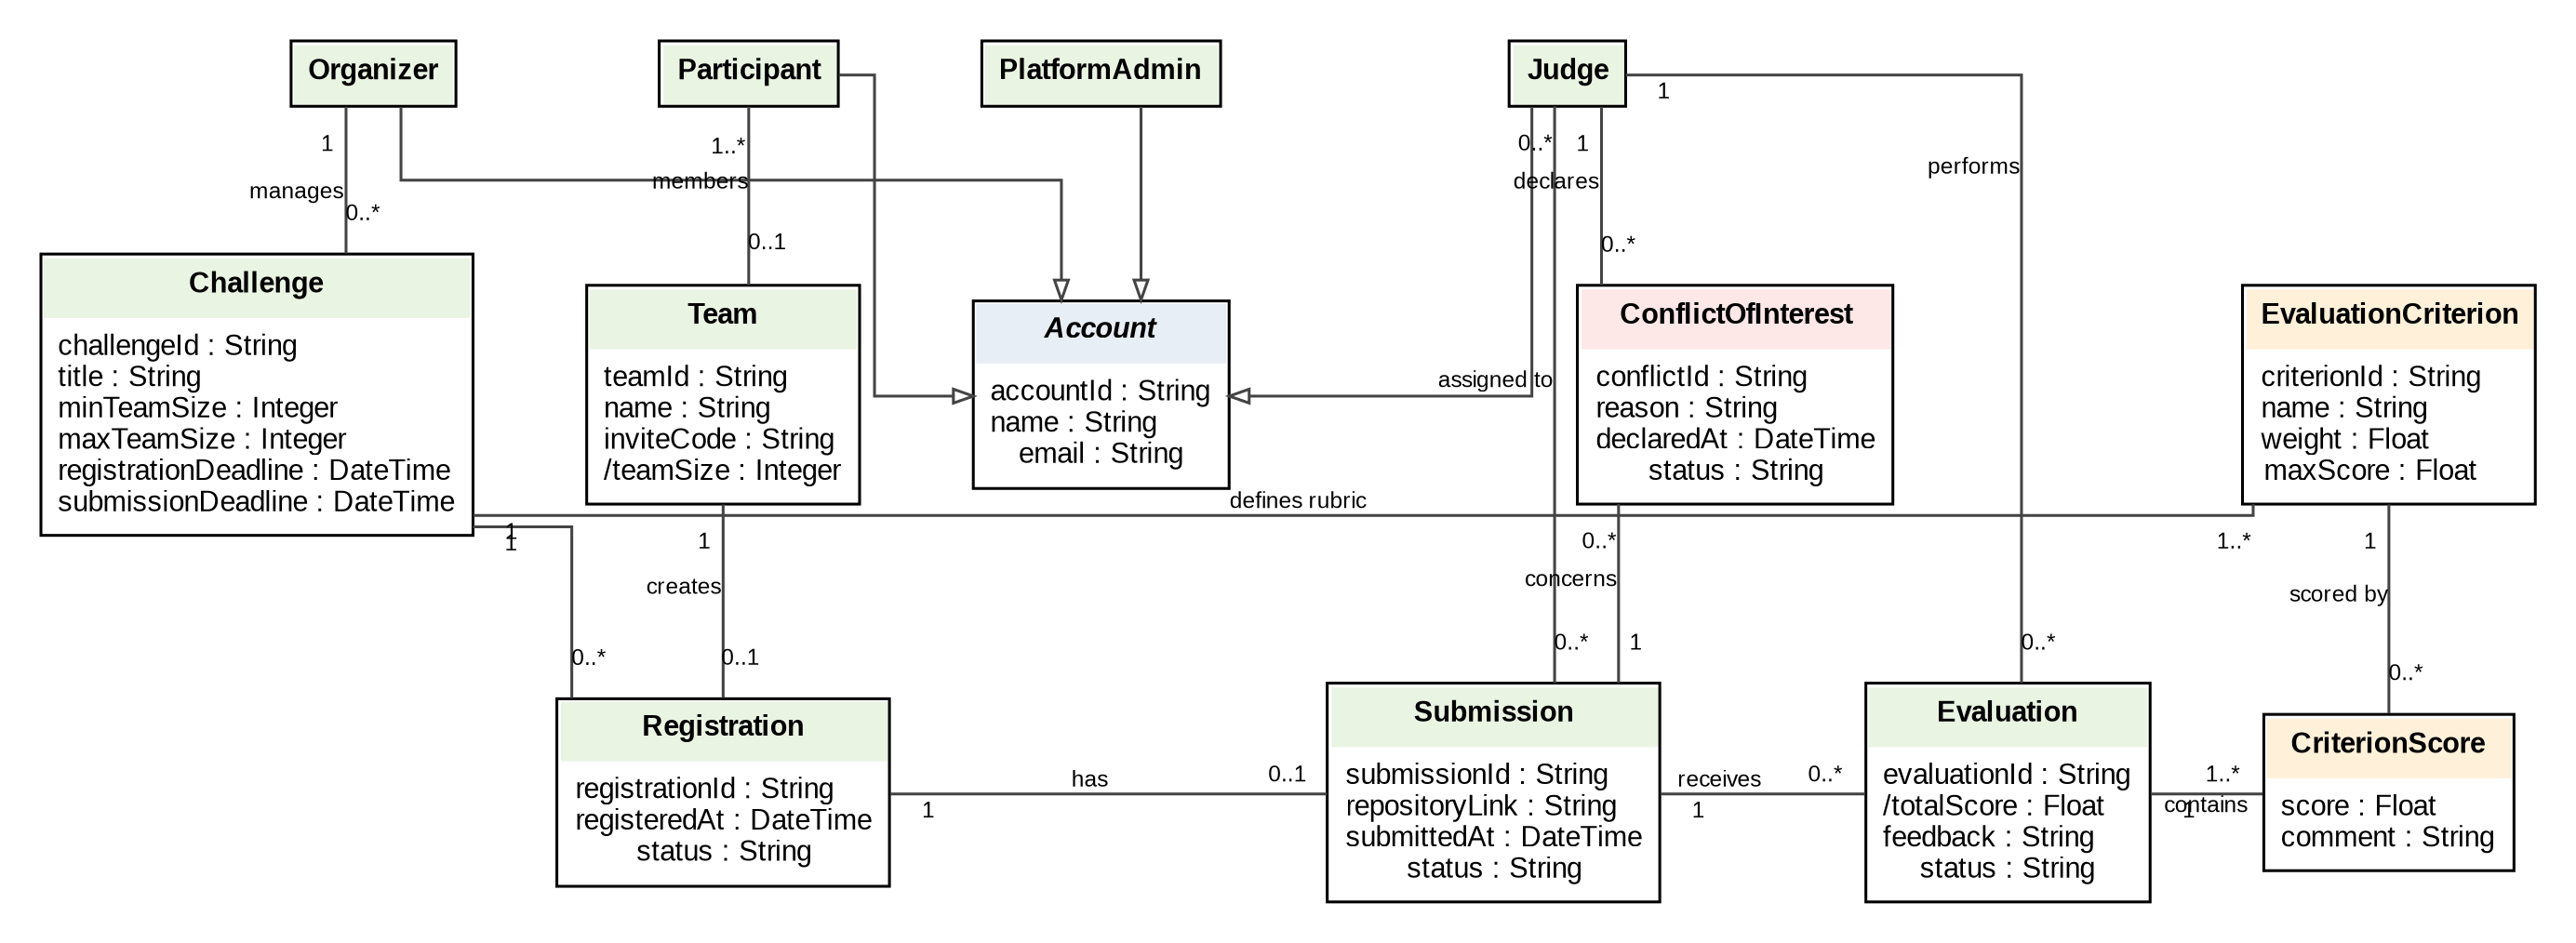 Organizer
Participant
PlatformAdmin
Judge
1
1
1..*
0..*
1
performs
manages
members
declares
0..*
0..1
0..*
Challenge
challengeId : String
title : String
minTeamSize : Integer
maxTeamSize : Integer
registrationDeadline : DateTime
submissionDeadline : DateTime
Team
teamId : String
name : String
inviteCode : String
/teamSize : Integer
Account
accountId : String
name : String
email : String
assigned to
ConflictOfInterest
conflictId : String
reason : String
declaredAt : DateTime
status : String
EvaluationCriterion
criterionId : String
name : String
weight : Float
maxScore : Float
defines rubric
1
1
1
0..*
1..*
1
creates
concerns
scored by
0..*
0..1
0..*
1
0..*
0..*
Registration
registrationId : String
registeredAt : DateTime
status : String
has
0..1
1
Submission
submissionId : String
repositoryLink : String
submittedAt : DateTime
status : String
receives
0..*
1
Evaluation
evaluationId : String
/totalScore : Float
feedback : String
status : String
1..*
contains
1
CriterionScore
score : Float
comment : String